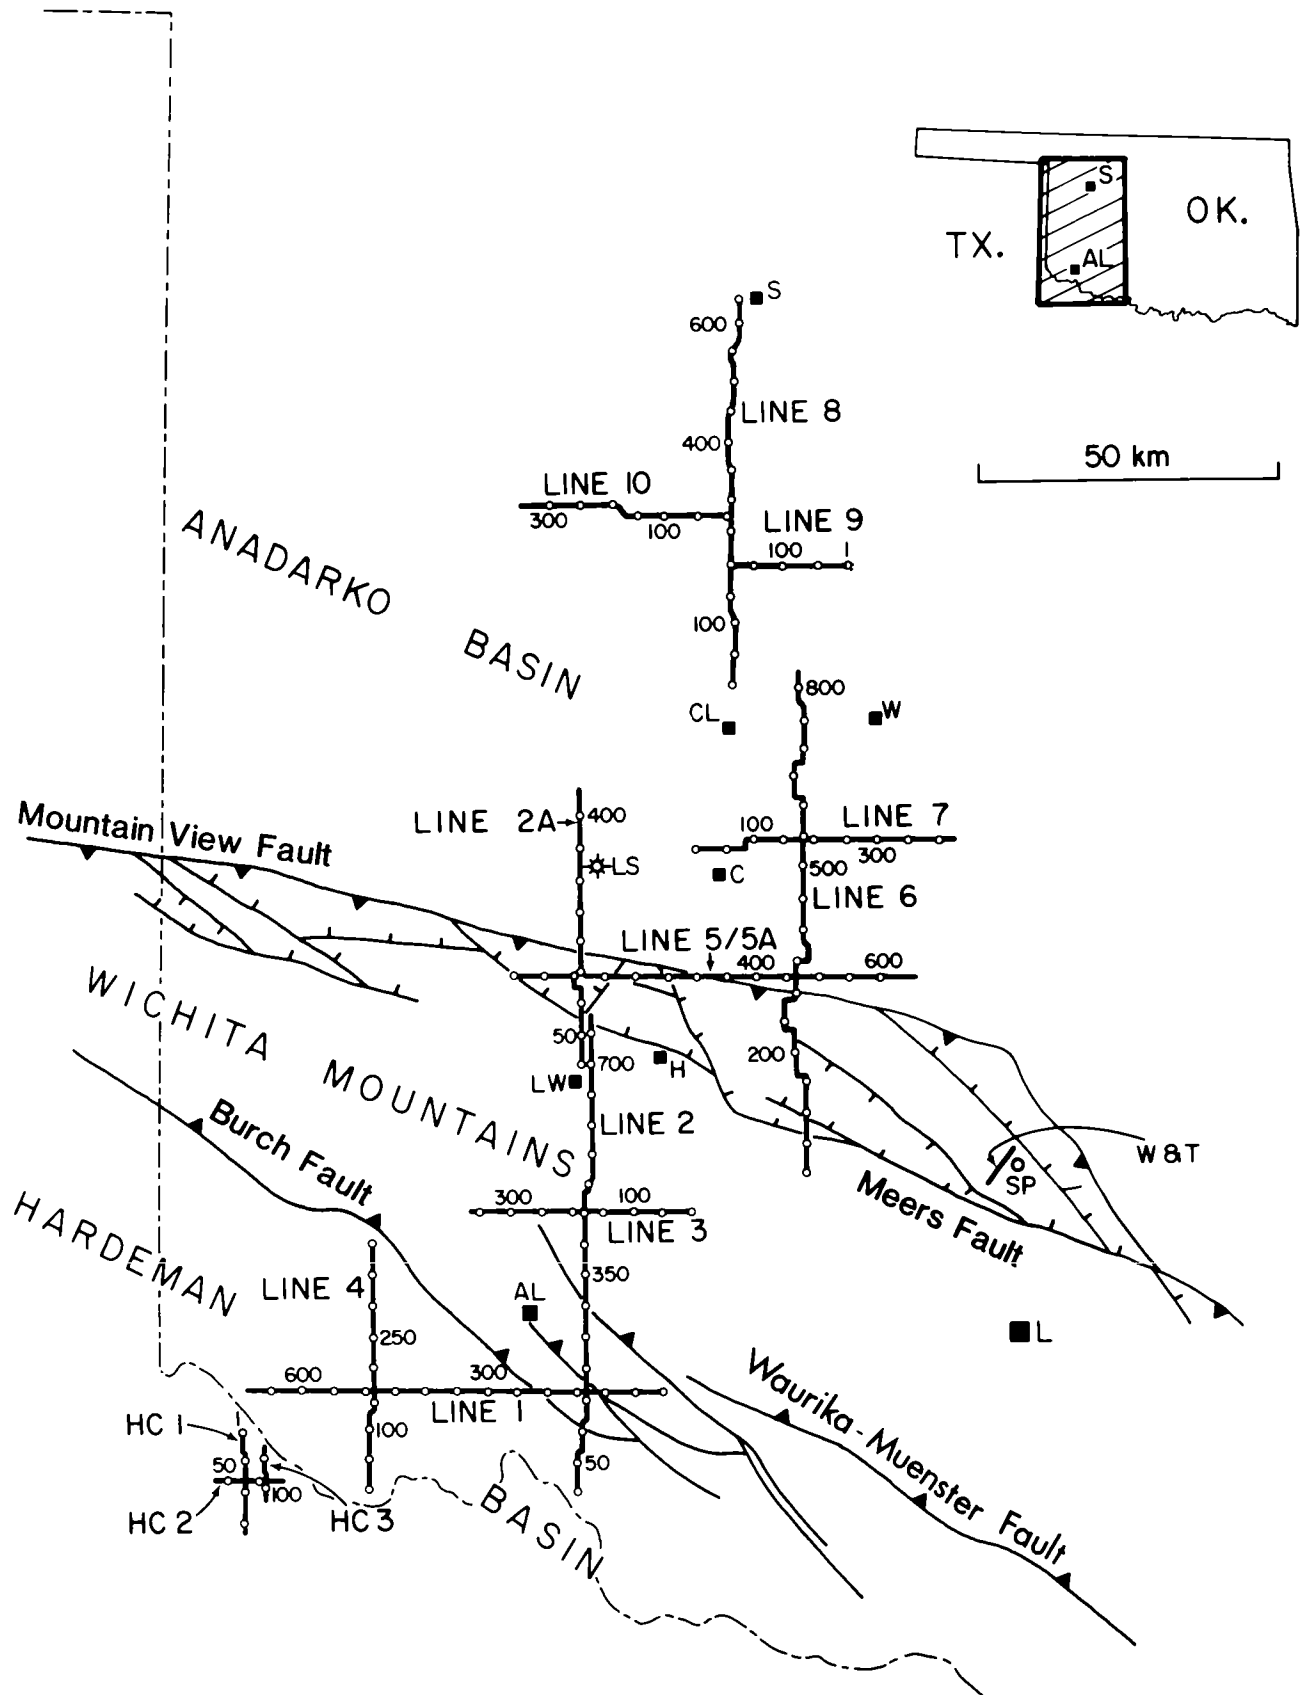 S
OK.
TX.
AL
S
600
LINE 8
400
50 km
LINE 10
300
100
LINE 9
100
1
ANADARKO
BASIN
100
800
CL
W
LINE 2A
400
Mountain View Fault
LINE 7
100
300
LS
C
500
LINE 6
LINE 5/5A
400
600
WICHITA
MOUNTAINS
50
700
H
LW
200
Burch Fault
LINE 2
W&T
SP
Meers Fault
300
100
LINE 3
HARDEMAN
LINE 4
350
AL
250
L
600
300
LINE 1
Waurika-Muenster Fault
HC 1
100
50
50
100
HC 2
HC 3
BASIN